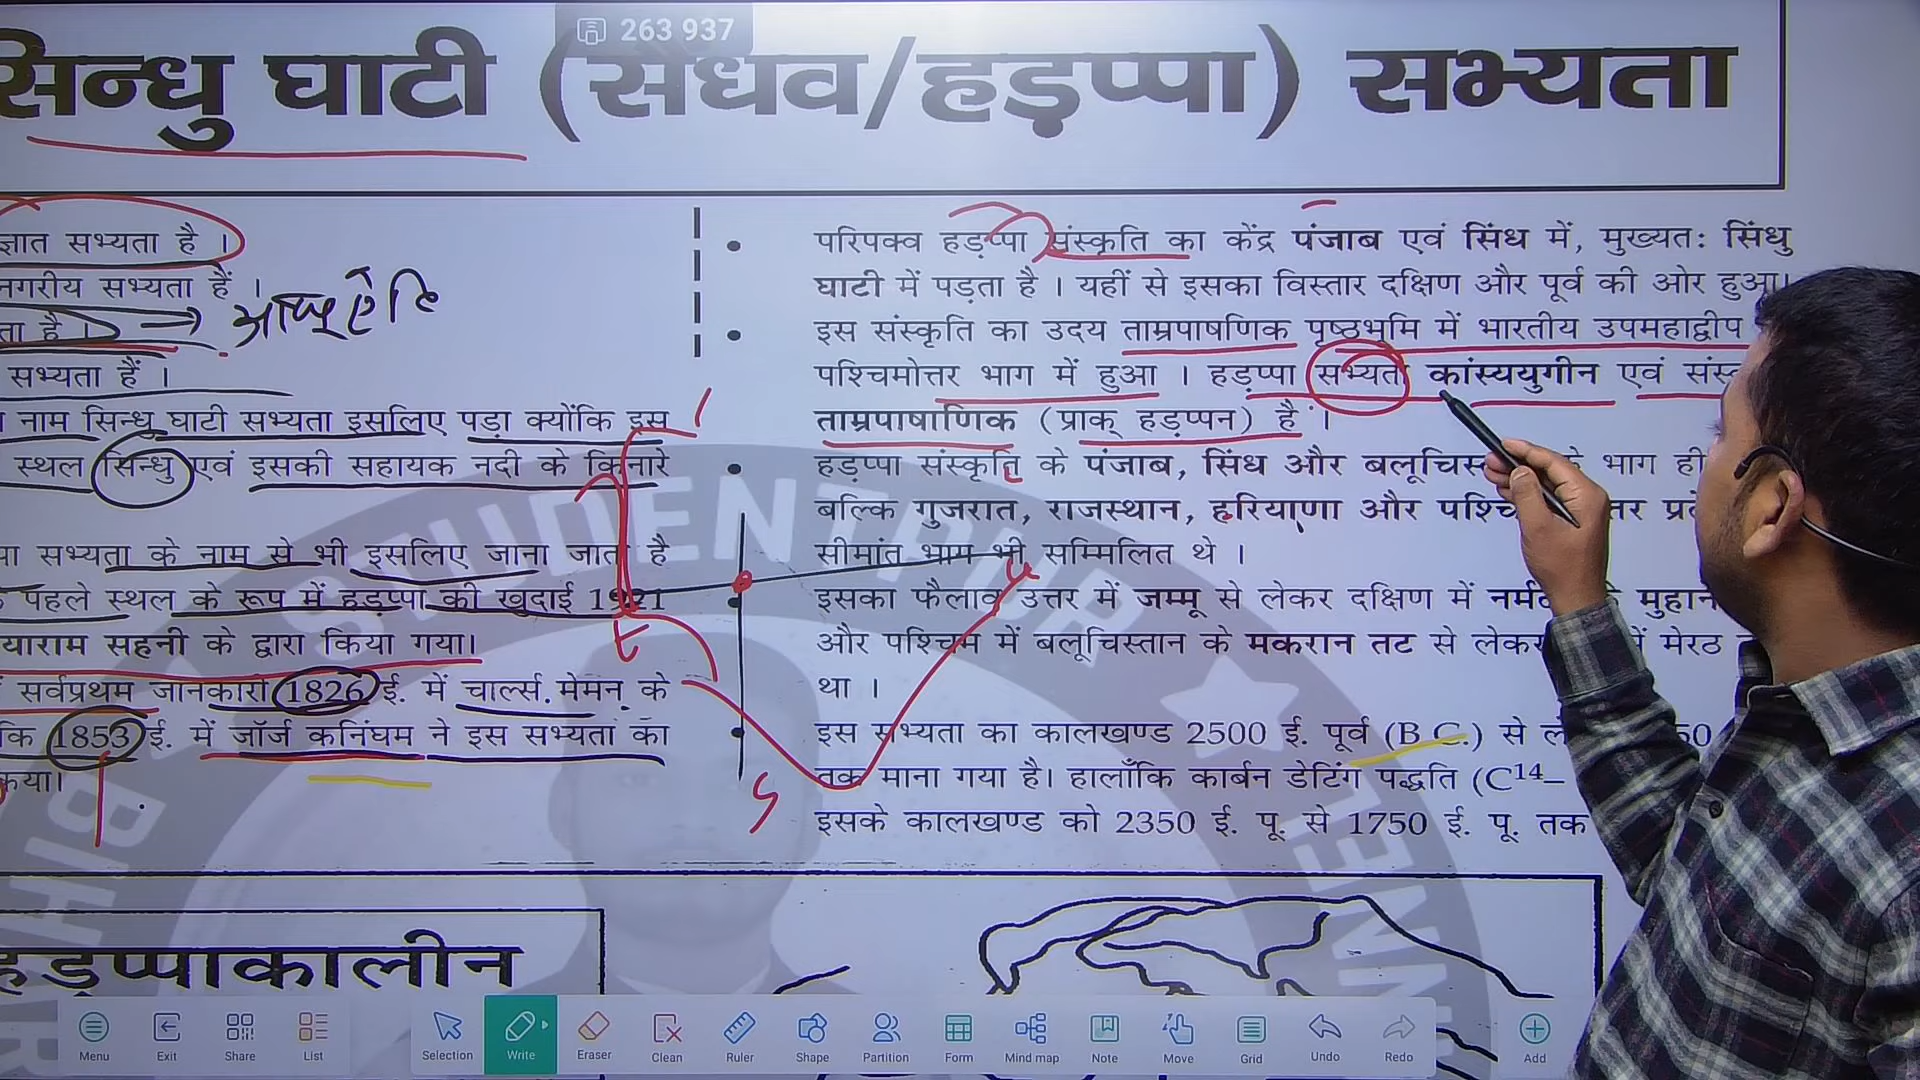 263 937
सिन्धु घाटी (सैंधव/हड़प्पा) सभ्यता
ज्ञात सभ्यता है ।
नगरीय सभ्यता हैं ।
ता है ।
सभ्यता हैं ।
नाम सिन्धु घाटी सभ्यता इसलिए पड़ा क्योंकि इस
स्थल सिन्धु एवं इसकी सहायक नदी के किनारे
सभ्यता के नाम से भी इसलिए जाना जाता है
पहले स्थल के रूप में हड़प्पा की खुदाई 1921
याराम सहनी के द्वारा किया गया।
सर्वप्रथम जानकारी 1826 ई. में चार्ल्स मेमन के
कि 1853 ई. में जॉर्ज कनिंघम ने इस सभ्यता का
किया।
परिपक्व हड़प्पा संस्कृति का केंद्र पंजाब एवं सिंध में, मुख्यतः सिंधु
घाटी में पड़ता है । यहीं से इसका विस्तार दक्षिण और पूर्व की ओर हुआ।
इस संस्कृति का उदय ताम्रपाषणिक पृष्ठभूमि में भारतीय उपमहाद्वीप
पश्चिमोत्तर भाग में हुआ । हड़प्पा सभ्यता कांस्ययुगीन एवं
ताम्रपाषाणिक (प्राक् हड़प्पन) है ।
हड़प्पा संस्कृति के पंजाब, सिंध और भाग ही
बल्कि गुजरात, राजस्थान, हरियाणा और
सीमांत भाग भी सम्मिलित थे ।
इसका फैलाव उत्तर में जम्मू से लेकर दक्षिण में
और पश्चिम में बलूचिस्तान के मकरान तट से लेकर में मेरठ
था ।
इस सभ्यता का कालखण्ड 2500 ई. पूर्व (B.C.) से
तक माना गया है। हालाँकि कार्बन डेटिंग पद्धति (C¹⁴–
इसके कालखण्ड को 2350 ई. पू. से 1750 ई. पू. तक
हड़प्पाकालीन
STUDENT
Menu Exit Share List Selection Write Eraser Clean Ruler Shape Partition Form Mind map Note Move Grid Undo Redo Add